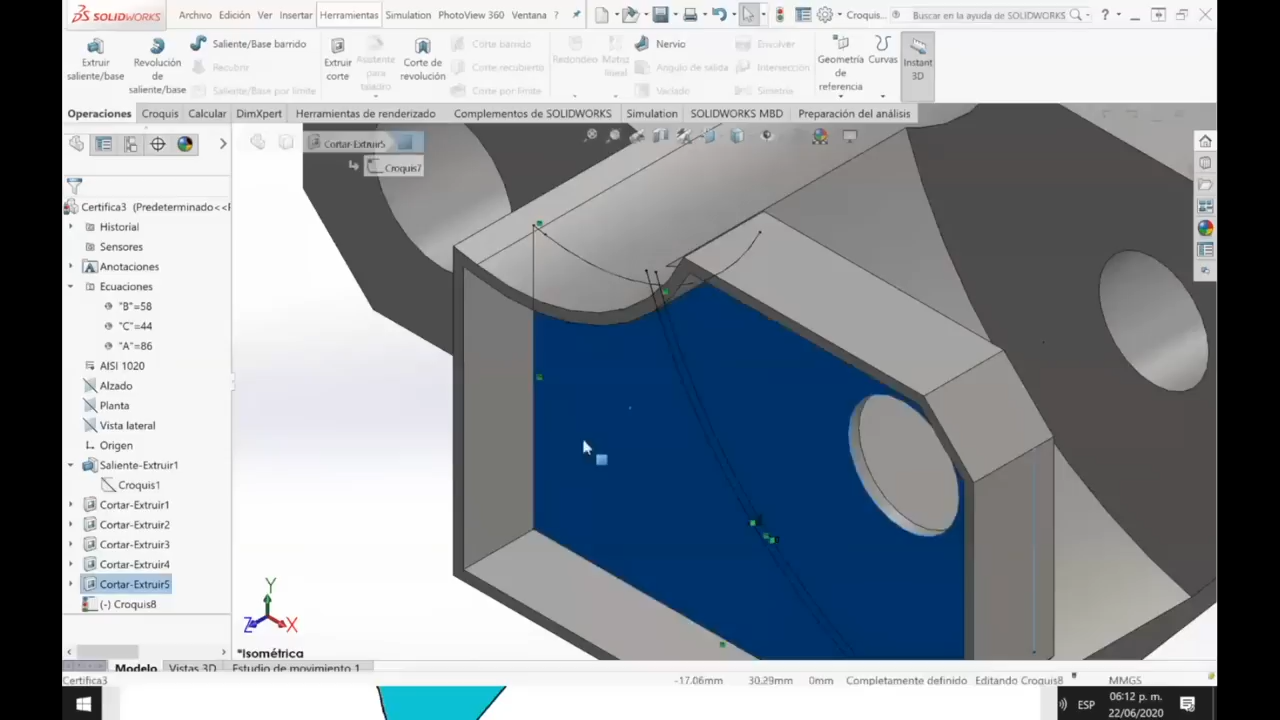 SOLIDWORKS
Archivo Edición Ver Insertar Herramientas Simulation PhotoView 360 Ventana ?
Croquis...
Buscar en la ayuda de SOLIDWORKS
?
Extruir saliente/base
Revolución de saliente/base
Saliente/Base barrido
Recubrir
Saliente/Base por límite
Extruir corte
Asistente para taladro
Corte de revolución
Corte barrido
Corte recubierto
Corte por límite
Redondeo
Matriz lineal
Nervio
Ángulo de salida
Vaciado
Envolver
Intersección
Simetría
Geometría de referencia
Curvas
Instant 3D
Operaciones Croquis Calcular DimXpert Herramientas de renderizado Complementos de SOLIDWORKS Simulation SOLIDWORKS MBD Preparación del análisis
Cortar-Extruir5
Croquis7
Certifica3 (Predeterminado<<P
Historial
Sensores
Anotaciones
Ecuaciones
"B"=58
"C"=44
"A"=86
AISI 1020
Alzado
Planta
Vista lateral
Origen
Saliente-Extruir1
Croquis1
Cortar-Extruir1
Cortar-Extruir2
Cortar-Extruir3
Cortar-Extruir4
Cortar-Extruir5
(-) Croquis8
Y
Z X
*Isométrica
Modelo Vistas 3D Estudio de movimiento 1
Certifica3 -17.06mm 30.29mm 0mm Completamente definido Editando Croquis8 MMGS
ESP
06:12 p. m.
22/06/2020